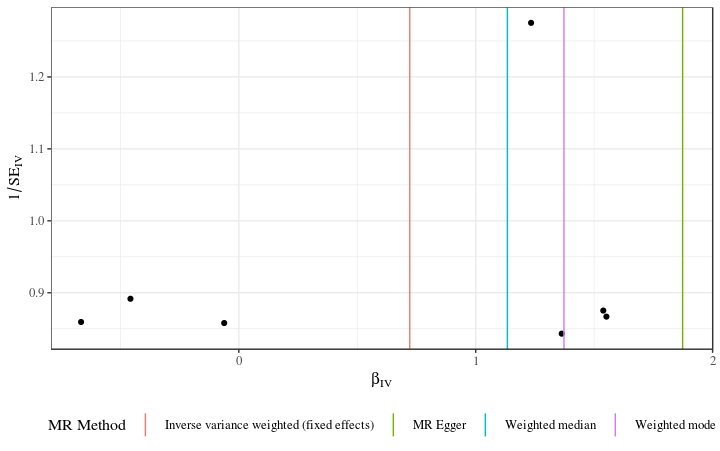 1.2
1.1
1.0
0.9
1/SE_IV
0 1 2
β_IV
MR Method Inverse variance weighted (fixed effects) MR Egger Weighted median Weighted mode